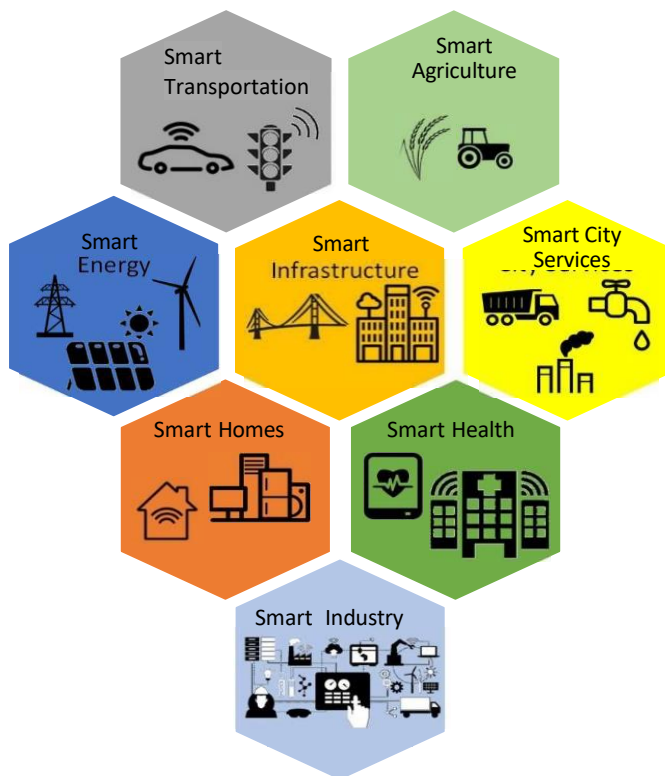 Smart
Transportation
Smart
Agriculture
Smart
Energy
Smart
Infrastructure
Smart City
Services
Smart Homes
Smart Health
Smart Industry